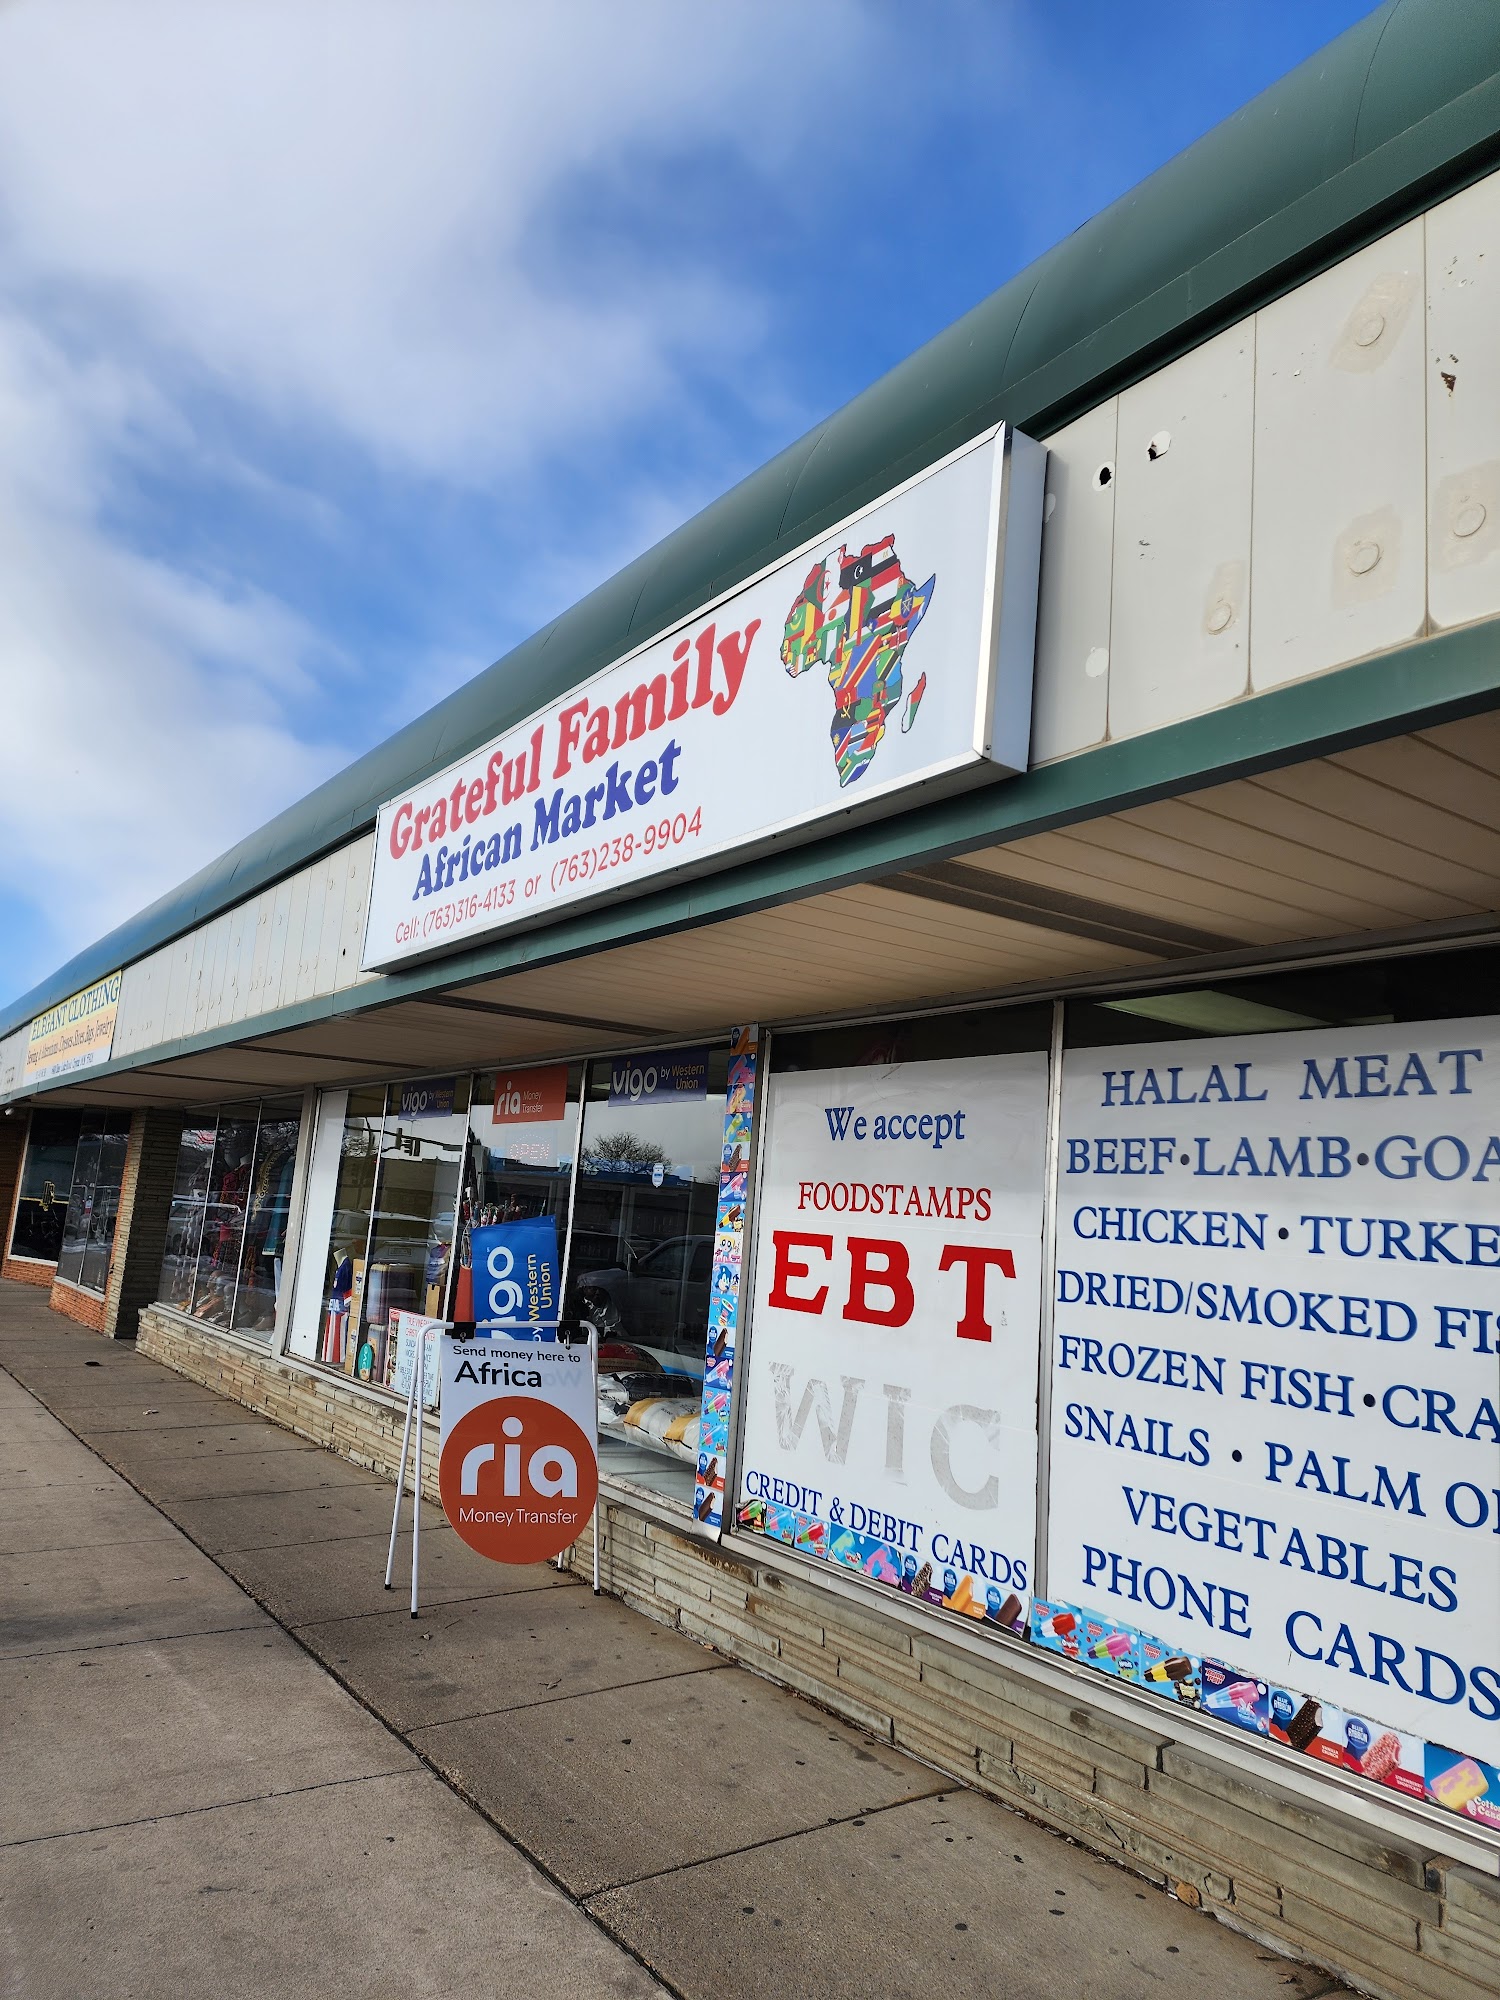 Grateful Family
African Market
Cell: (763)316-4133 or (763)238-9904
ELEGANT CLOTHING
vigo by Western Union
ria Money Transfer
OPEN
vigo by Western Union
vigo
by Western Union
Send money here to
Africa
ria
Money Transfer
We accept
FOODSTAMPS
EBT
WIC
CREDIT & DEBIT CARDS
HALAL MEAT
BEEF•LAMB•GOA
CHICKEN•TURKE
DRIED/SMOKED FIS
FROZEN FISH•CRA
SNAILS • PALM OI
VEGETABLES
PHONE CARDS